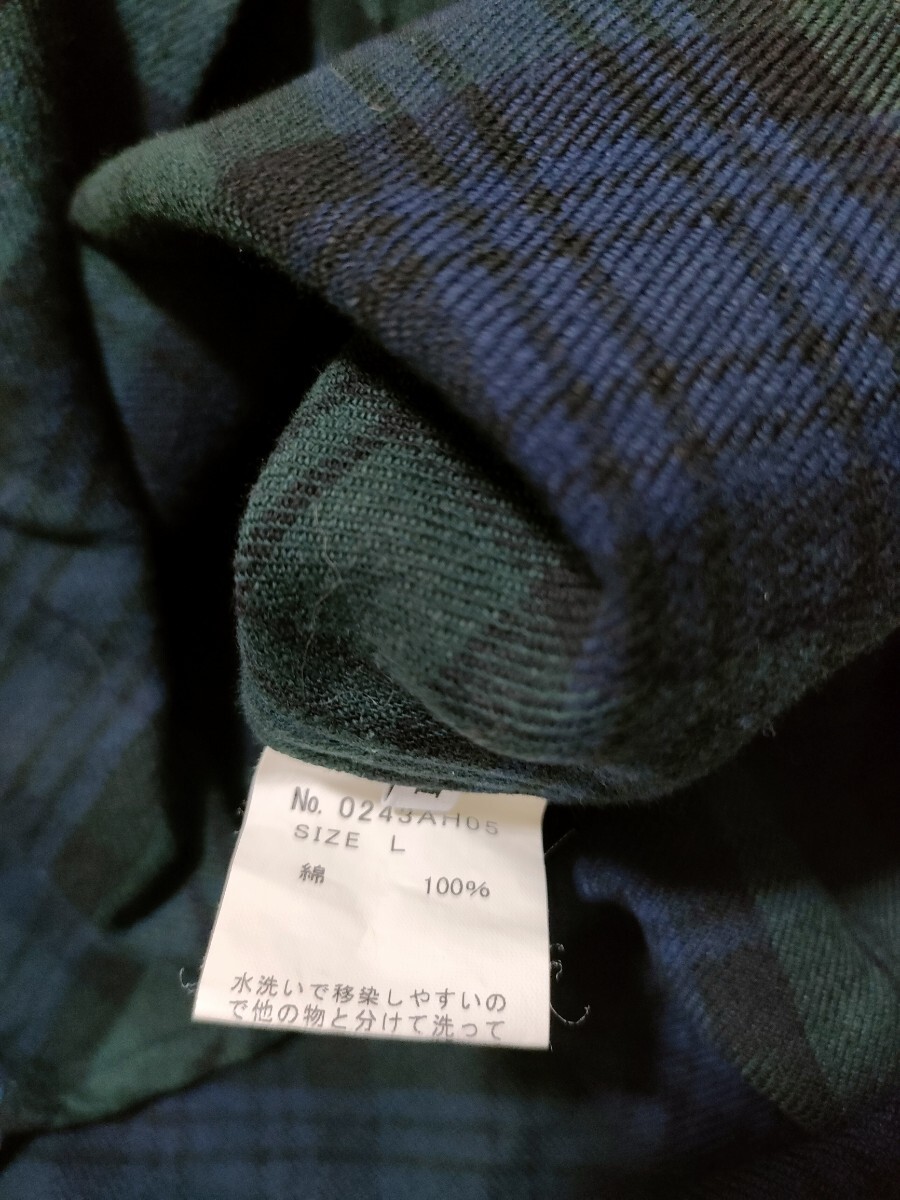 No. 0243AH05
SIZE L
綿 100%
水洗いで移染しやすいの
で他の物と分けて洗って